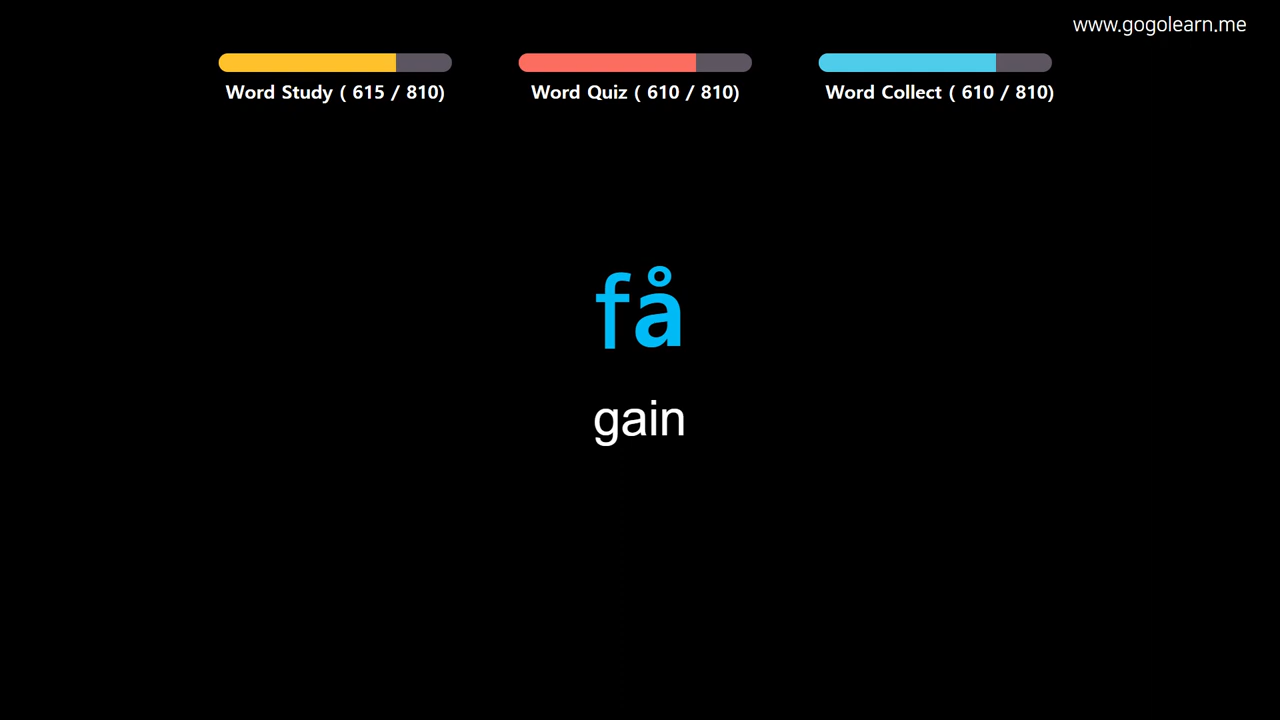 www.gogolearn.me
Word Study ( 615 / 810)
Word Quiz ( 610 / 810)
Word Collect ( 610 / 810)
få
gain